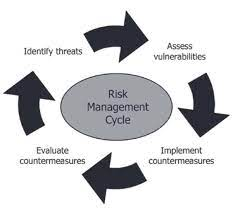 Identify threats
Assess
vulnerabilities
Risk
Management
Cycle
Evaluate
countermeasures
Implement
countermeasures